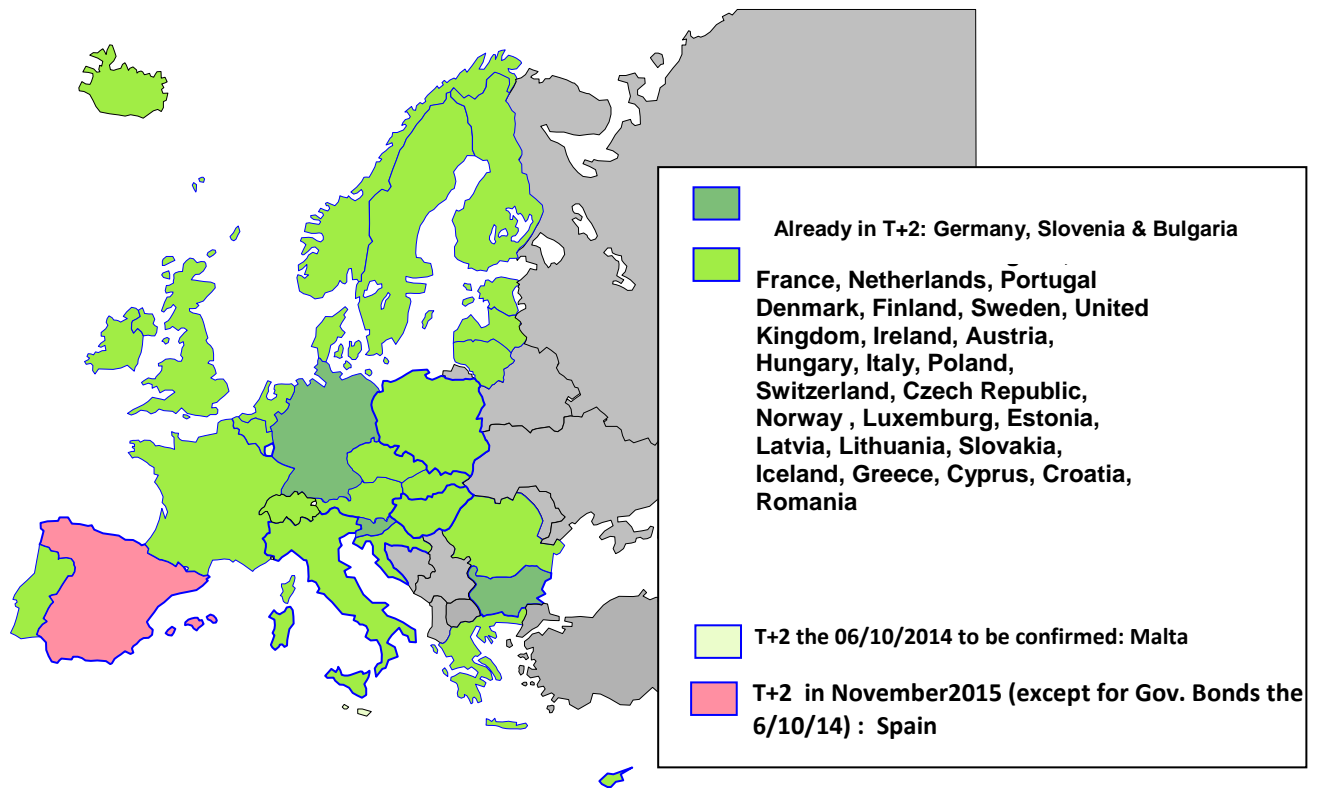 Already in T+2: Germany, Slovenia & Bulgaria
France, Netherlands, Portugal
Denmark, Finland, Sweden, United
Kingdom, Ireland, Austria,
Hungary, Italy, Poland,
Switzerland, Czech Republic,
Norway , Luxemburg, Estonia,
Latvia, Lithuania, Slovakia,
Iceland, Greece, Cyprus, Croatia,
Romania
T+2 the 06/10/2014 to be confirmed: Malta
T+2 in November2015 (except for Gov. Bonds the
6/10/14) : Spain